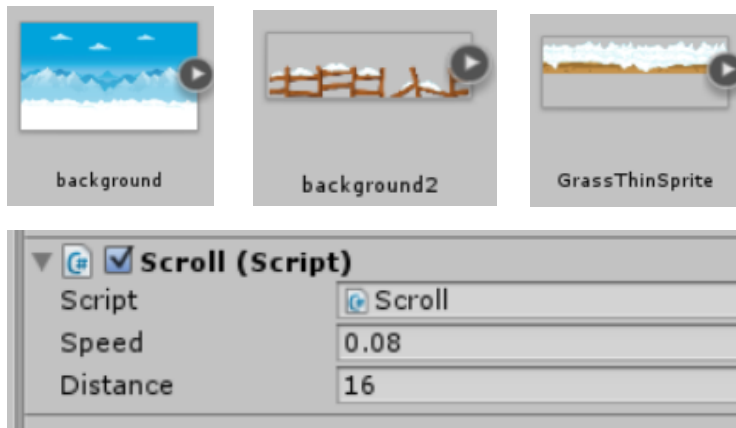 background
background2
GrassThinSprite
Scroll (Script)
Script Scroll
Speed 0.08
Distance 16